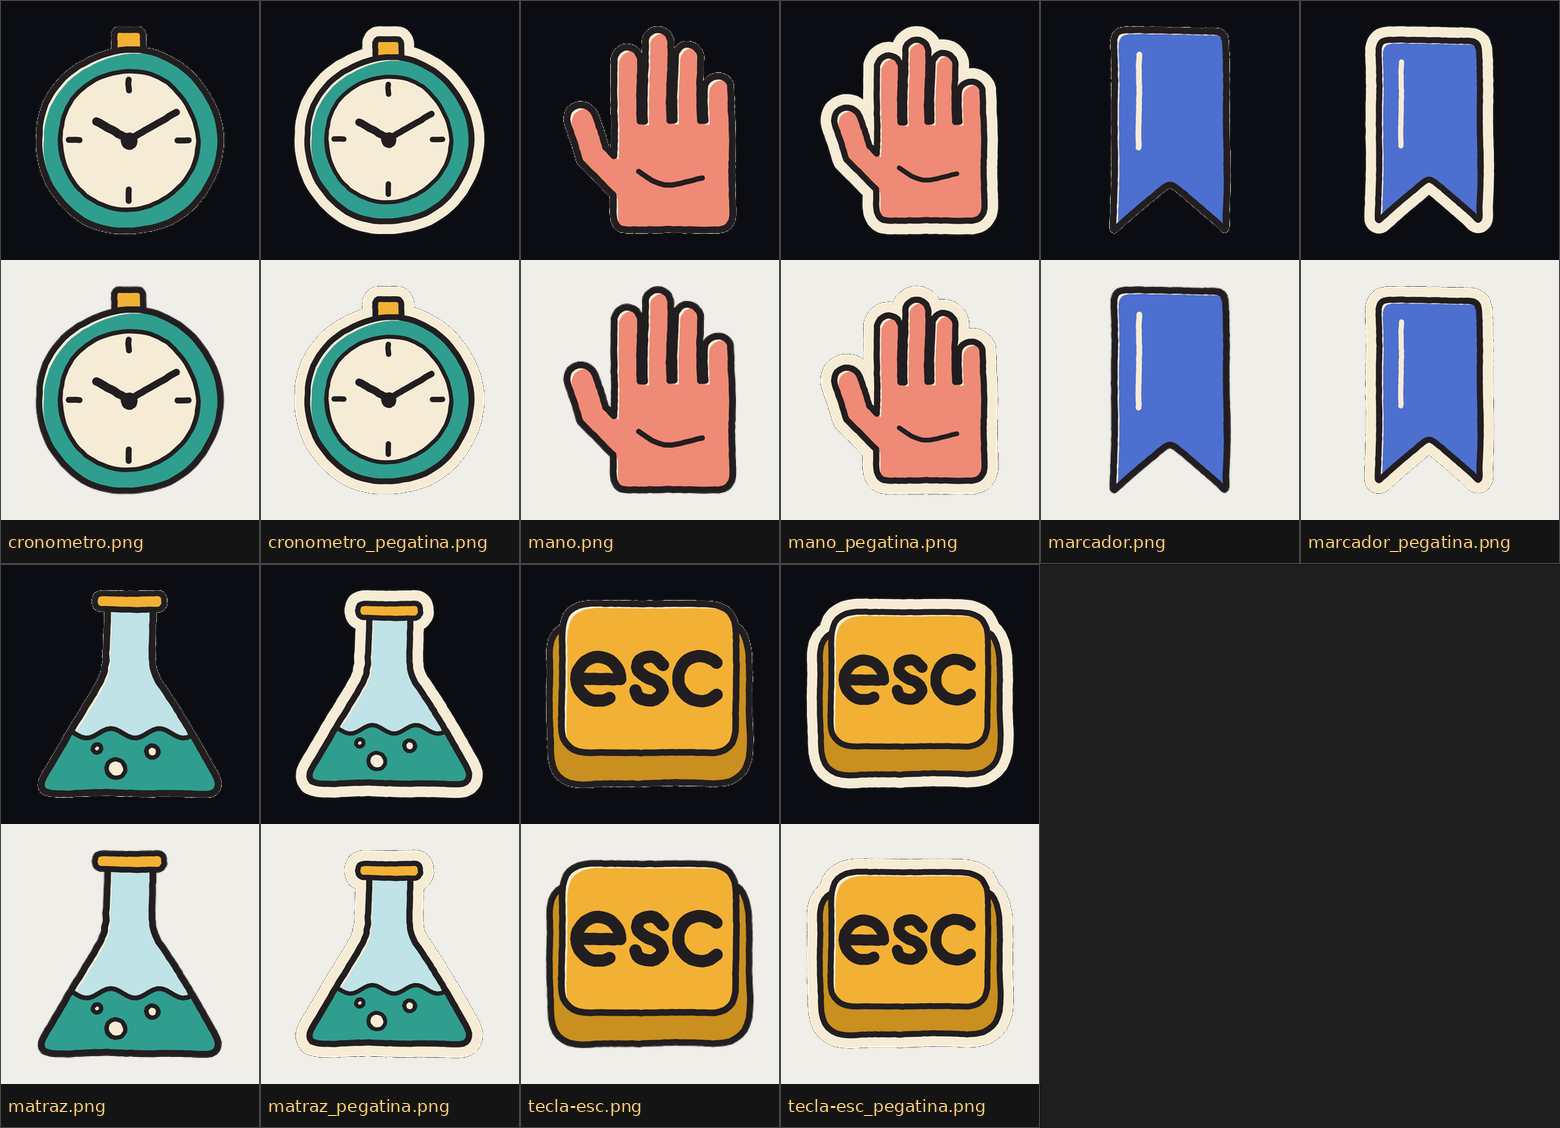 cronometro.png
cronometro_pegatina.png
mano.png
mano_pegatina.png
marcador.png
marcador_pegatina.png
esc
esc
esc
esc
matraz.png
matraz_pegatina.png
tecla-esc.png
tecla-esc_pegatina.png